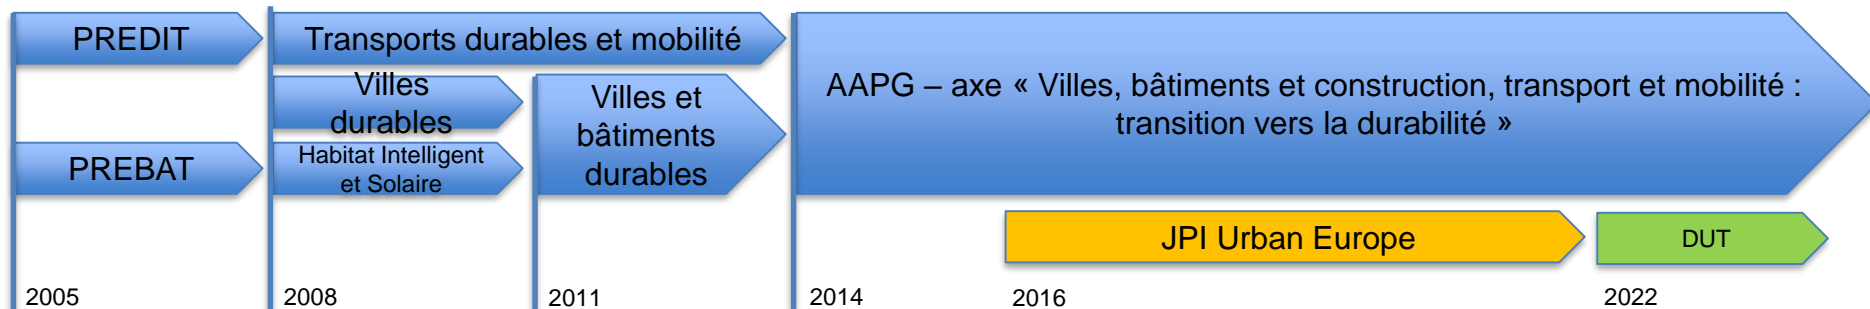 PREDIT
Transports durables et mobilité
Villes
durables
Villes et
bâtiments
durables
AAPG – axe « Villes, bâtiments et construction, transport et mobilité :
transition vers la durabilité »
PREBAT
Habitat Intelligent
et Solaire
JPI Urban Europe
DUT
2005
2008
2011
2014
2016
2022